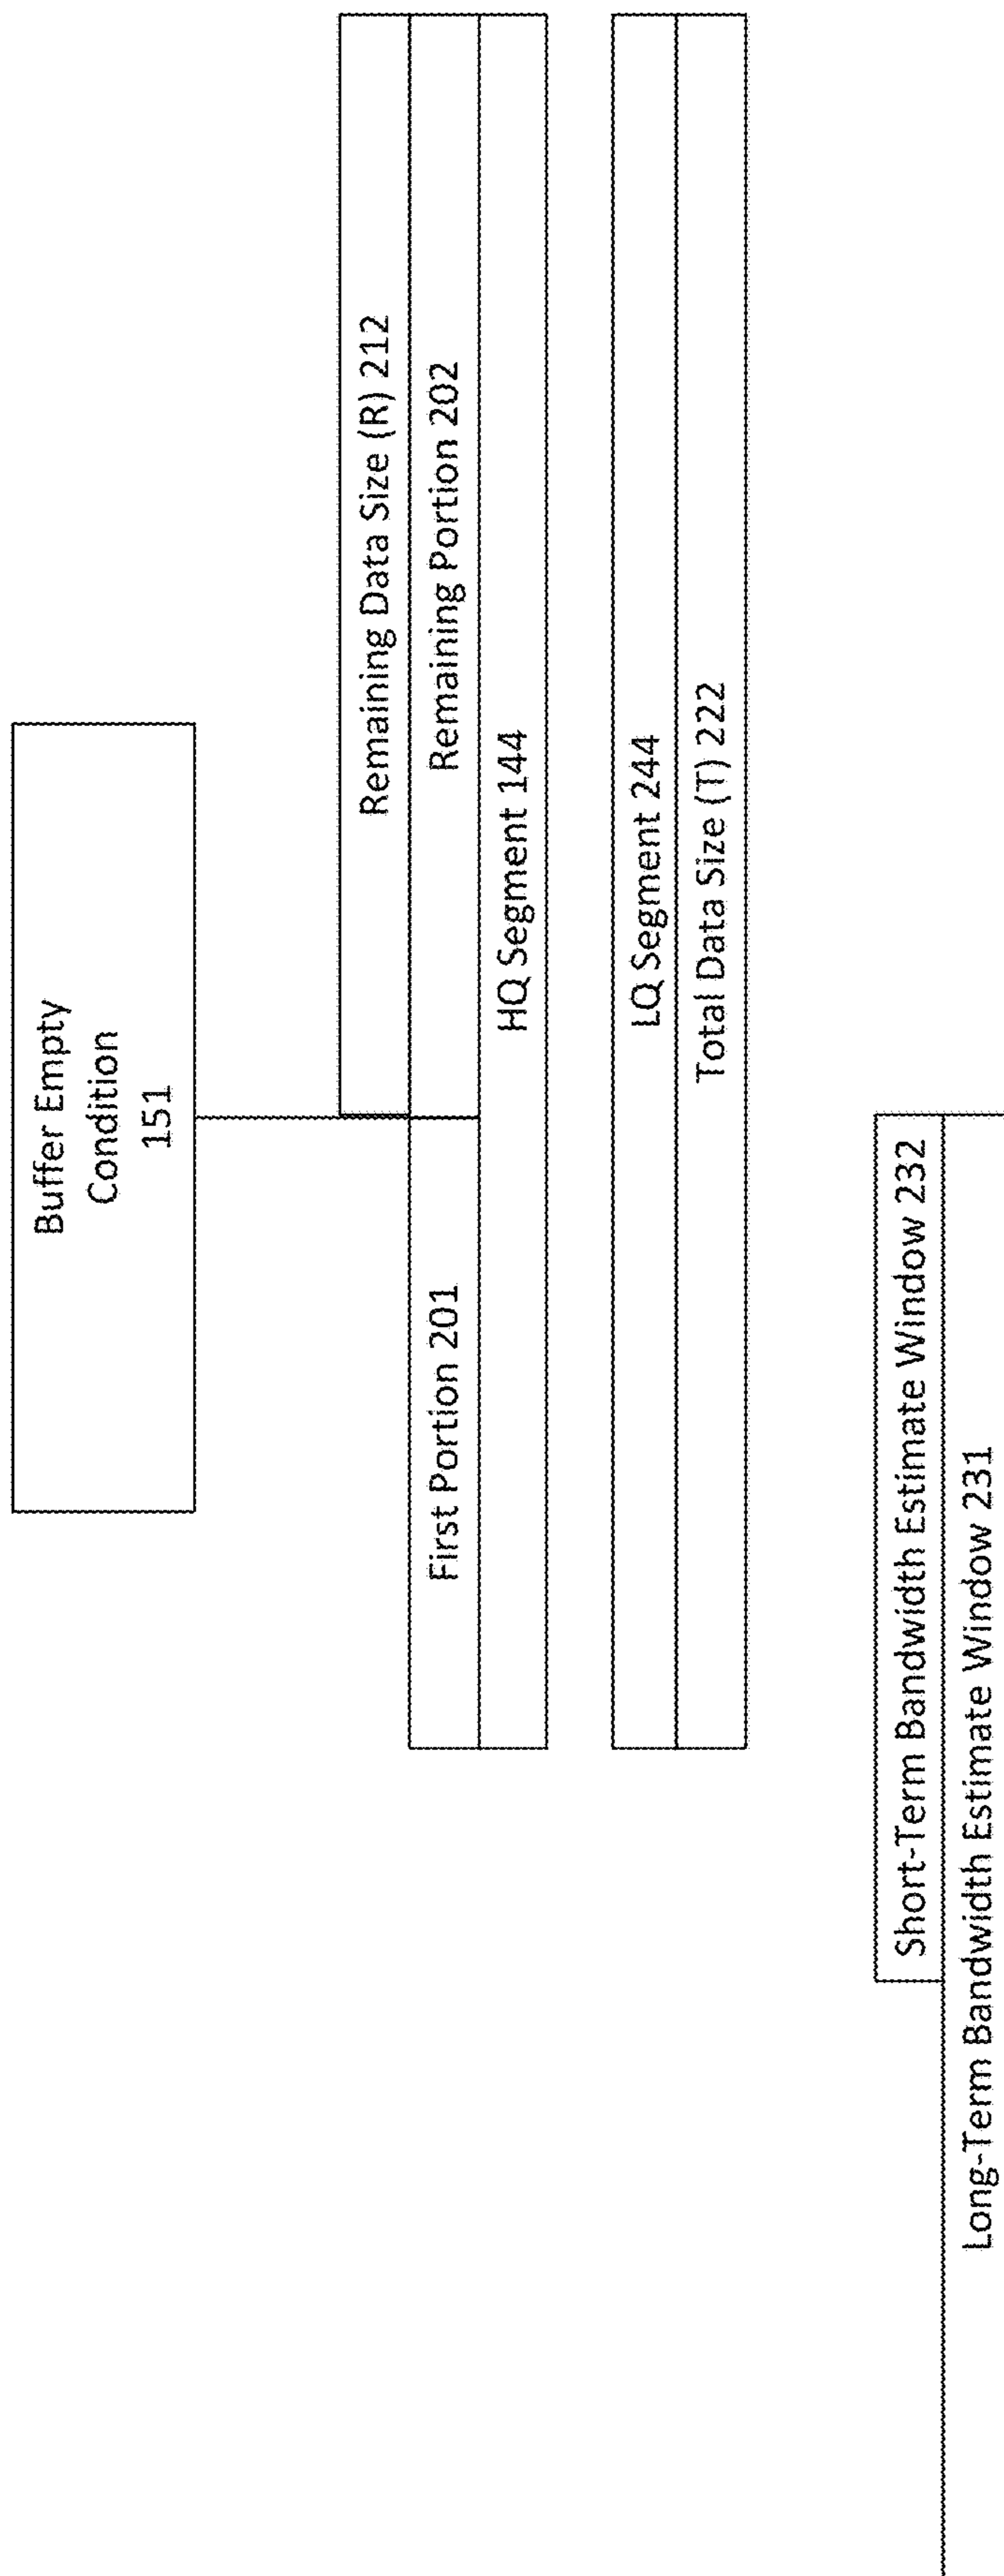 Buffer Empty
Condition
151
Remaining Data Size (R) 212
First Portion 201
Remaining Portion 202
HQ Segment 144
LQ Segment 244
Total Data Size (T) 222
Short-Term Bandwidth Estimate Window 232
Long-Term Bandwidth Estimate Window 231